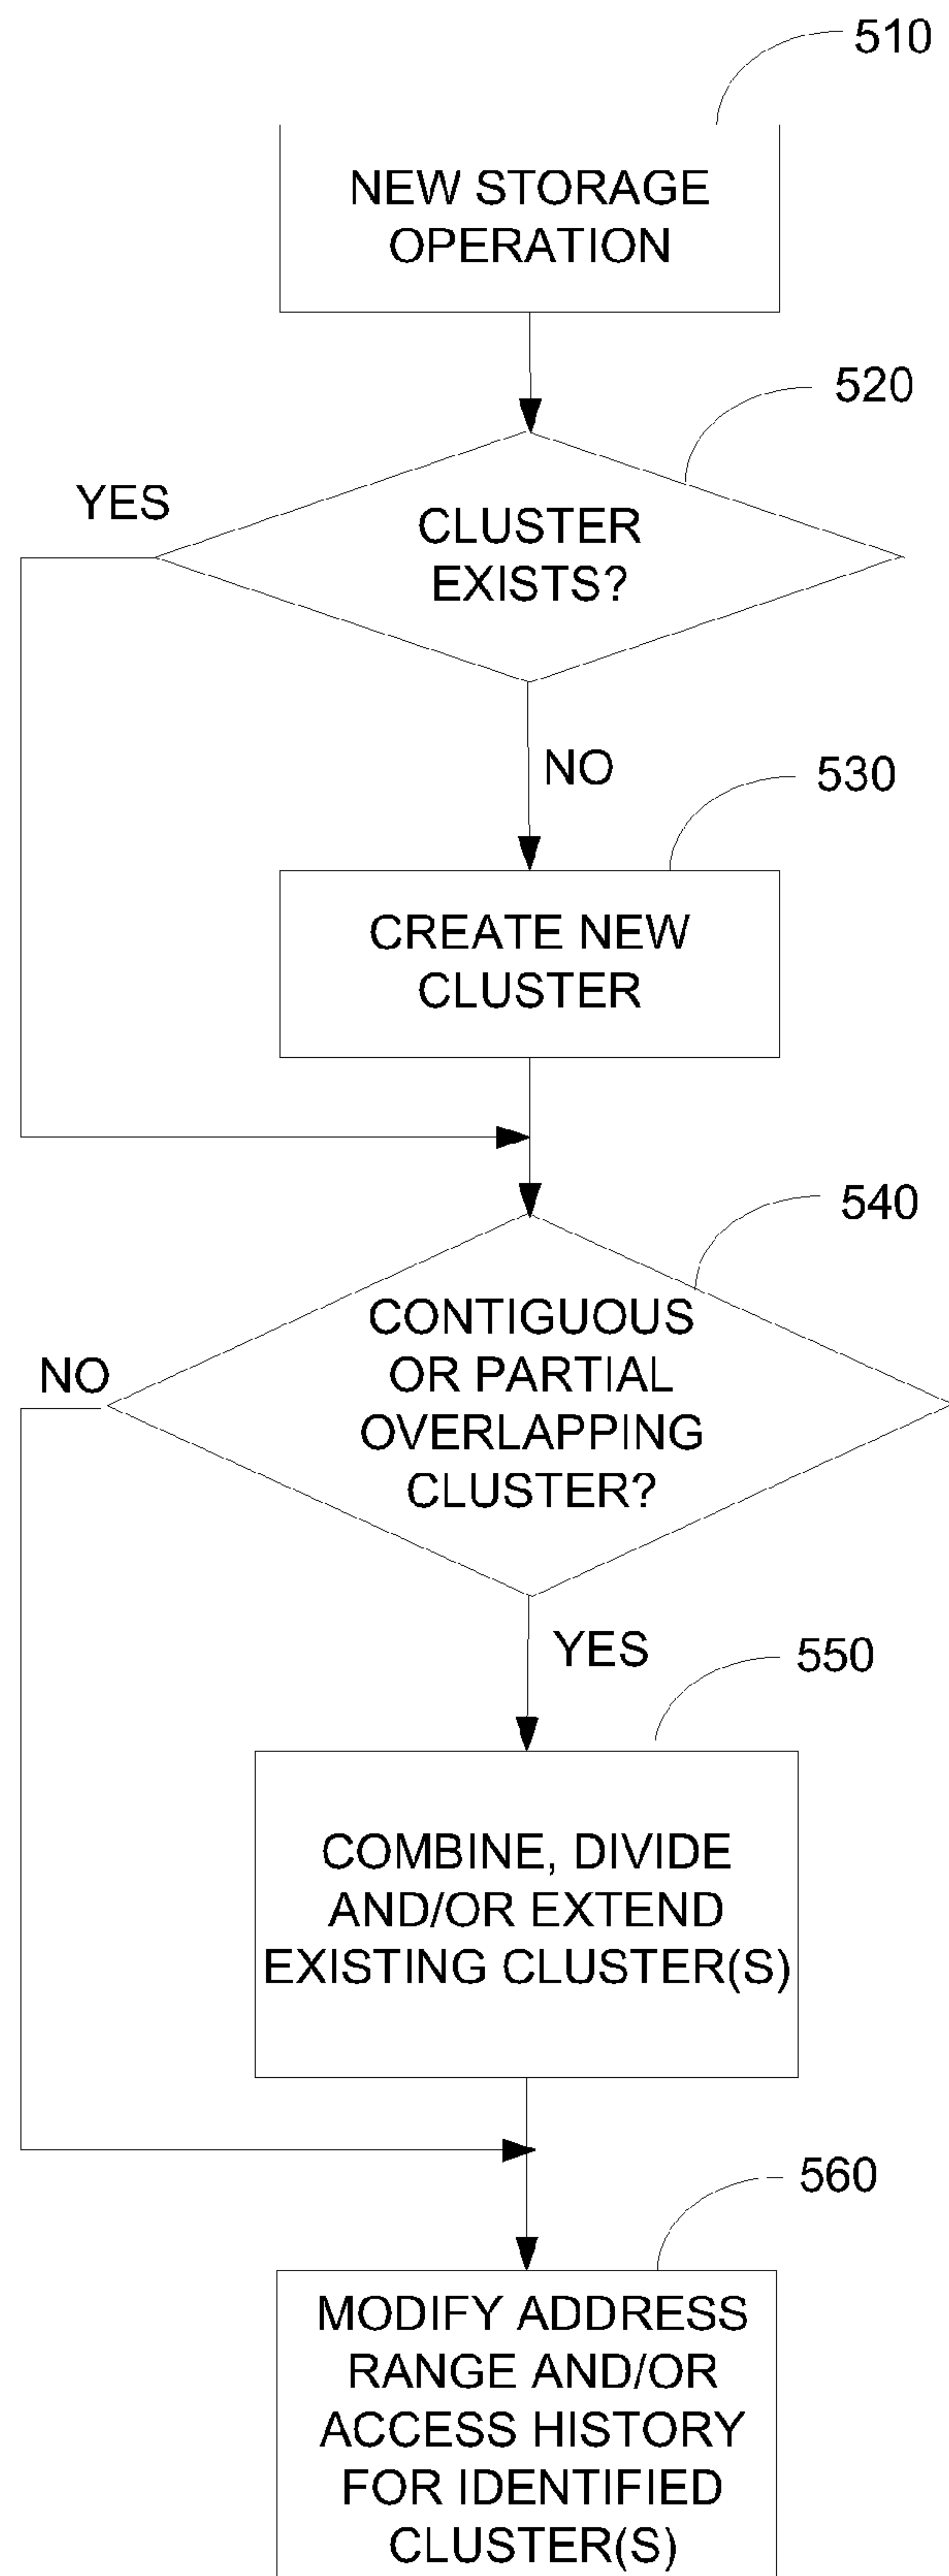 510
NEW STORAGE
OPERATION
520
YES
CLUSTER
EXISTS?
NO
530
CREATE NEW
CLUSTER
540
NO
CONTIGUOUS
OR PARTIAL
OVERLAPPING
CLUSTER?
YES
550
COMBINE, DIVIDE
AND/OR EXTEND
EXISTING CLUSTER(S)
560
MODIFY ADDRESS
RANGE AND/OR
ACCESS HISTORY
FOR IDENTIFIED
CLUSTER(S)